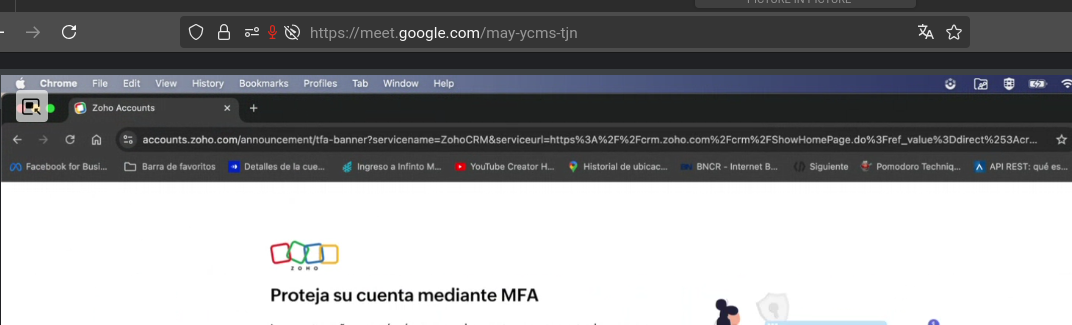 PICTURE IN PICTURE
https://meet.google.com/may-ycms-tjn
Chrome File Edit View History Bookmarks Profiles Tab Window Help
Zoho Accounts
accounts.zoho.com/announcement/tfa-banner?servicename=ZohoCRM&serviceurl=https%3A%2F%2Fcrm.zoho.com%2Fcrm%2FShowHomePage.do%3Fref_value%3Ddirect%253Acr...
Facebook for Busi... Barra de favoritos Detalles de la cue... Ingreso a Infinto M... YouTube Creator H... Historial de ubicac... BNCR - Internet B... Siguiente Pomodoro Techniq... API REST: qué es...
ZOHO
Proteja su cuenta mediante MFA